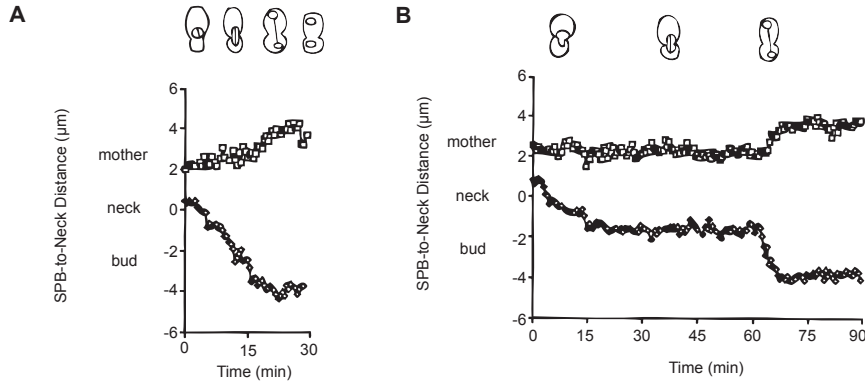 A
B
SPB-to-Neck Distance (μm)
mother
neck
bud
6
4
2
0
-2
-4
-6
0
15
30
Time (min)
SPB-to-Neck Distance (μm)
mother
neck
bud
6
4
2
0
-2
-4
-6
0
15
30
45
60
75
90
Time (min)